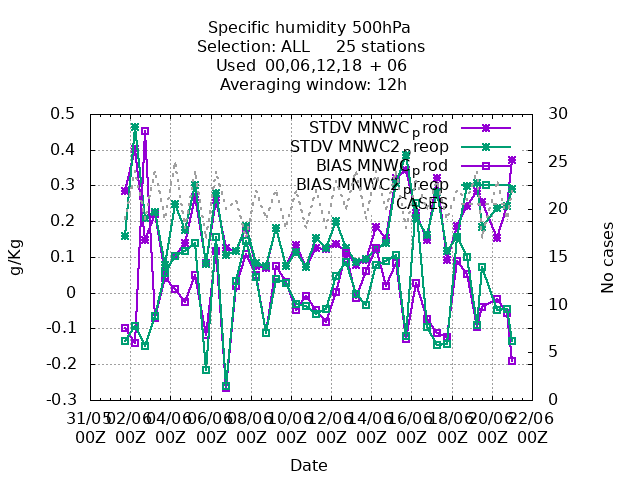 Specific humidity 500hPa
Selection: ALL 25 stations
Used 00,06,12,18 + 06
Averaging window: 12h
0.5
0.4
0.3
0.2
0.1
0
-0.1
-0.2
-0.3
g/Kg
30
25
20
15
10
5
0
No cases
STDV MNWCprod
STDV MNWC2preop
BIAS MNWCprod
BIAS MNWC2preop
CASES
31/05 02/06 04/06 06/06 08/06 10/06 12/06 14/06 16/06 18/06 20/06 22/06
00Z 00Z 00Z 00Z 00Z 00Z 00Z 00Z 00Z 00Z 00Z 00Z
Date